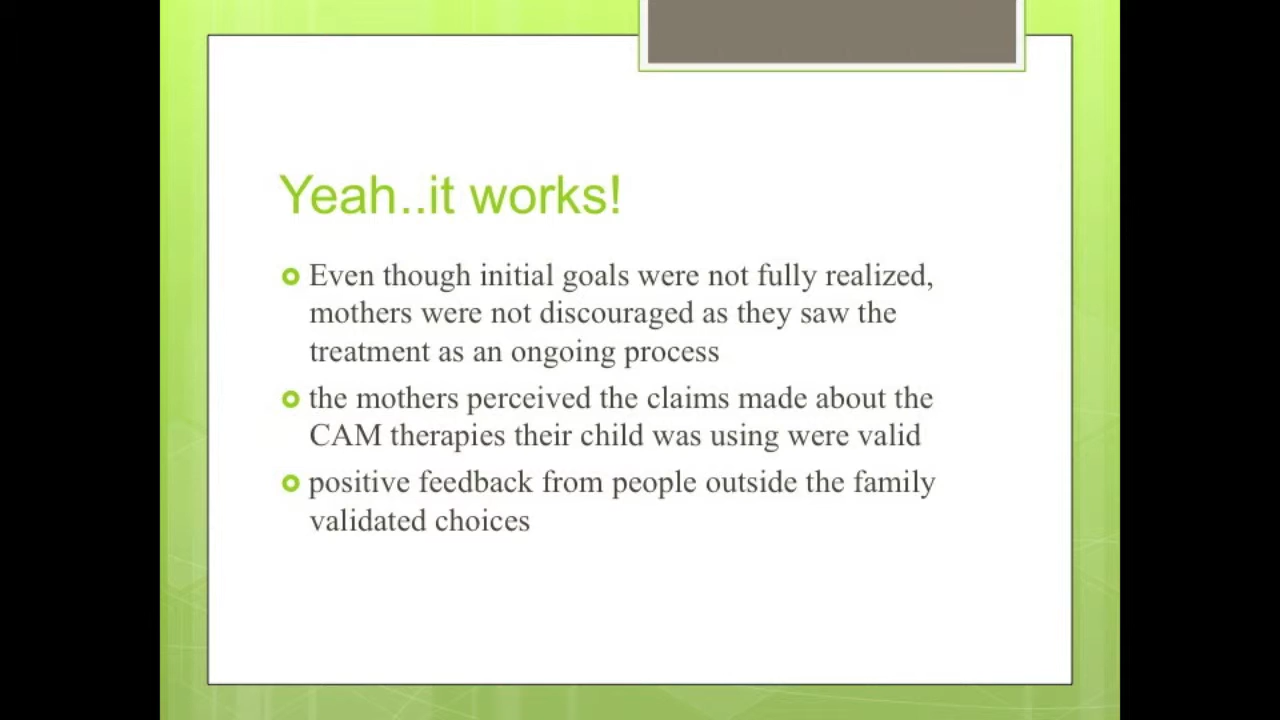 Yeah..it works!
Even though initial goals were not fully realized,
mothers were not discouraged as they saw the
treatment as an ongoing process
the mothers perceived the claims made about the
CAM therapies their child was using were valid
positive feedback from people outside the family
validated choices